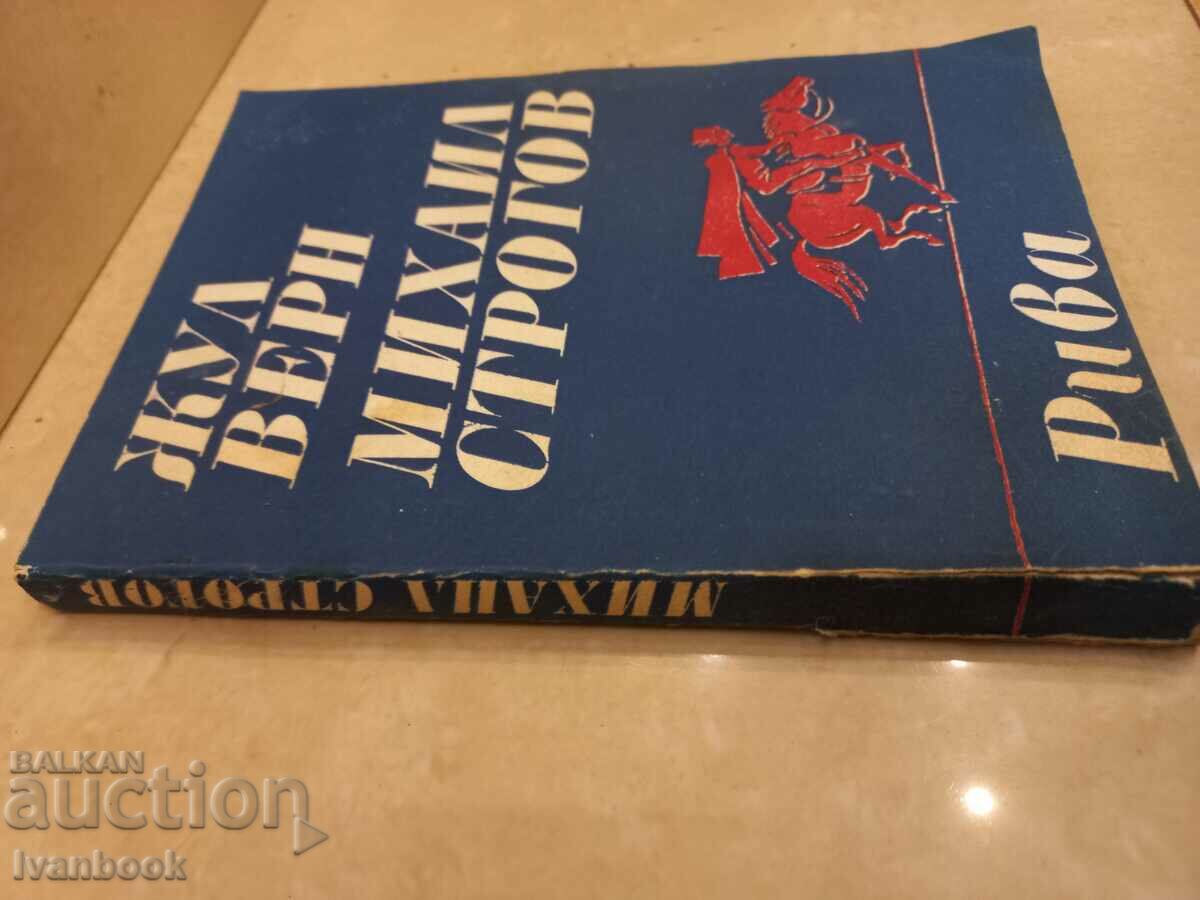 ЖУЛ
ВЕРН
МИХАИЛ
СТРОГОВ
Рива
МИХАИЛ СТРОГОВ
BALKAN
auction
Ivanbook